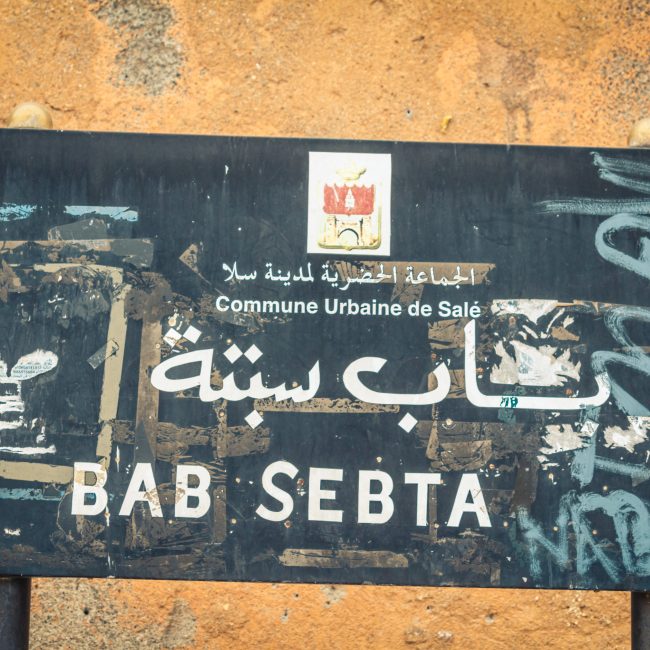 الجماعة الحضرية لمدينة سلا
Commune Urbaine de Salé
باب سبتة
BAB SEBTA